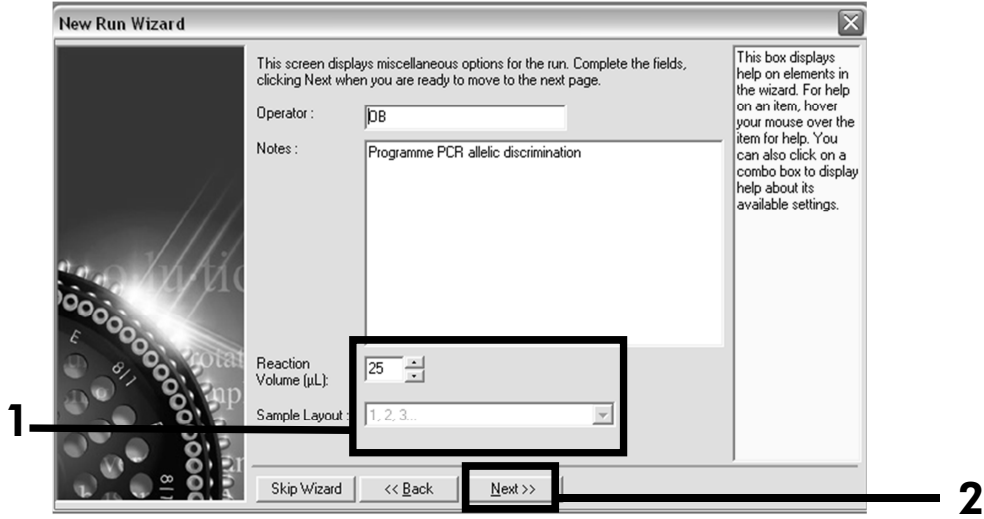 New Run Wizard
This screen displays miscellaneous options for the run. Complete the fields,
clicking Next when you are ready to move to the next page.
Operator :
OB
Notes :
Programme PCR allelic discrimination
Reaction
Volume (µL):
25
Sample Layout :
1, 2, 3...
Skip Wizard
<< Back
Next >>
This box displays
help on elements in
the wizard. For help
on an item, hover
your mouse over the
item for help. You
can also click on a
combo box to display
help about its
available settings.
1
2